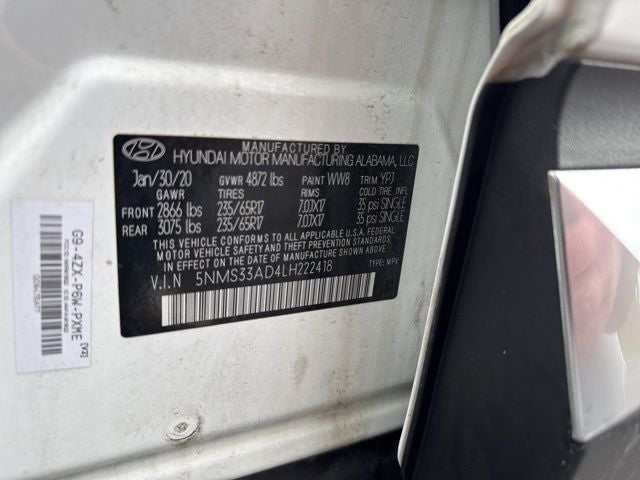 MANUFACTURED BY
HYUNDAI MOTOR MANUFACTURING ALABAMA, LLC
Jan/30/20 GVWR 4872 lbs PAINT WW8 TRIM YPJ
GAWR TIRES RIMS COLD TIRE INFL
FRONT 2866 lbs 235/65R17 7.0JX17 35 psi SINGLE
REAR 3075 lbs 235/65R17 7.0JX17 35 psi SINGLE
THIS VEHICLE CONFORMS TO ALL APPLICABLE U.S.A. FEDERAL
MOTOR VEHICLE SAFETY, BUMPER, AND THEFT PREVENTION
STANDARDS IN EFFECT ON THE DATE OF MANUFACTURE SHOWN ABOVE.
V.I.N 5NMS33AD4LH222418 TYPE: MPV
G9-4ZX-P6W-PXME [V2]